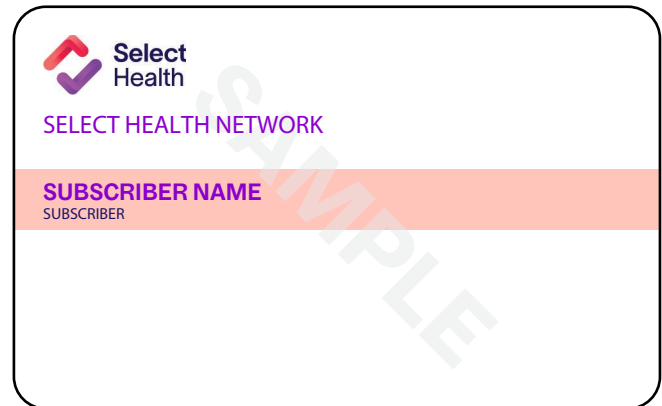 Select
Health
SELECT HEALTH NETWORK
SUBSCRIBER NAME
SUBSCRIBER
SAMPLE